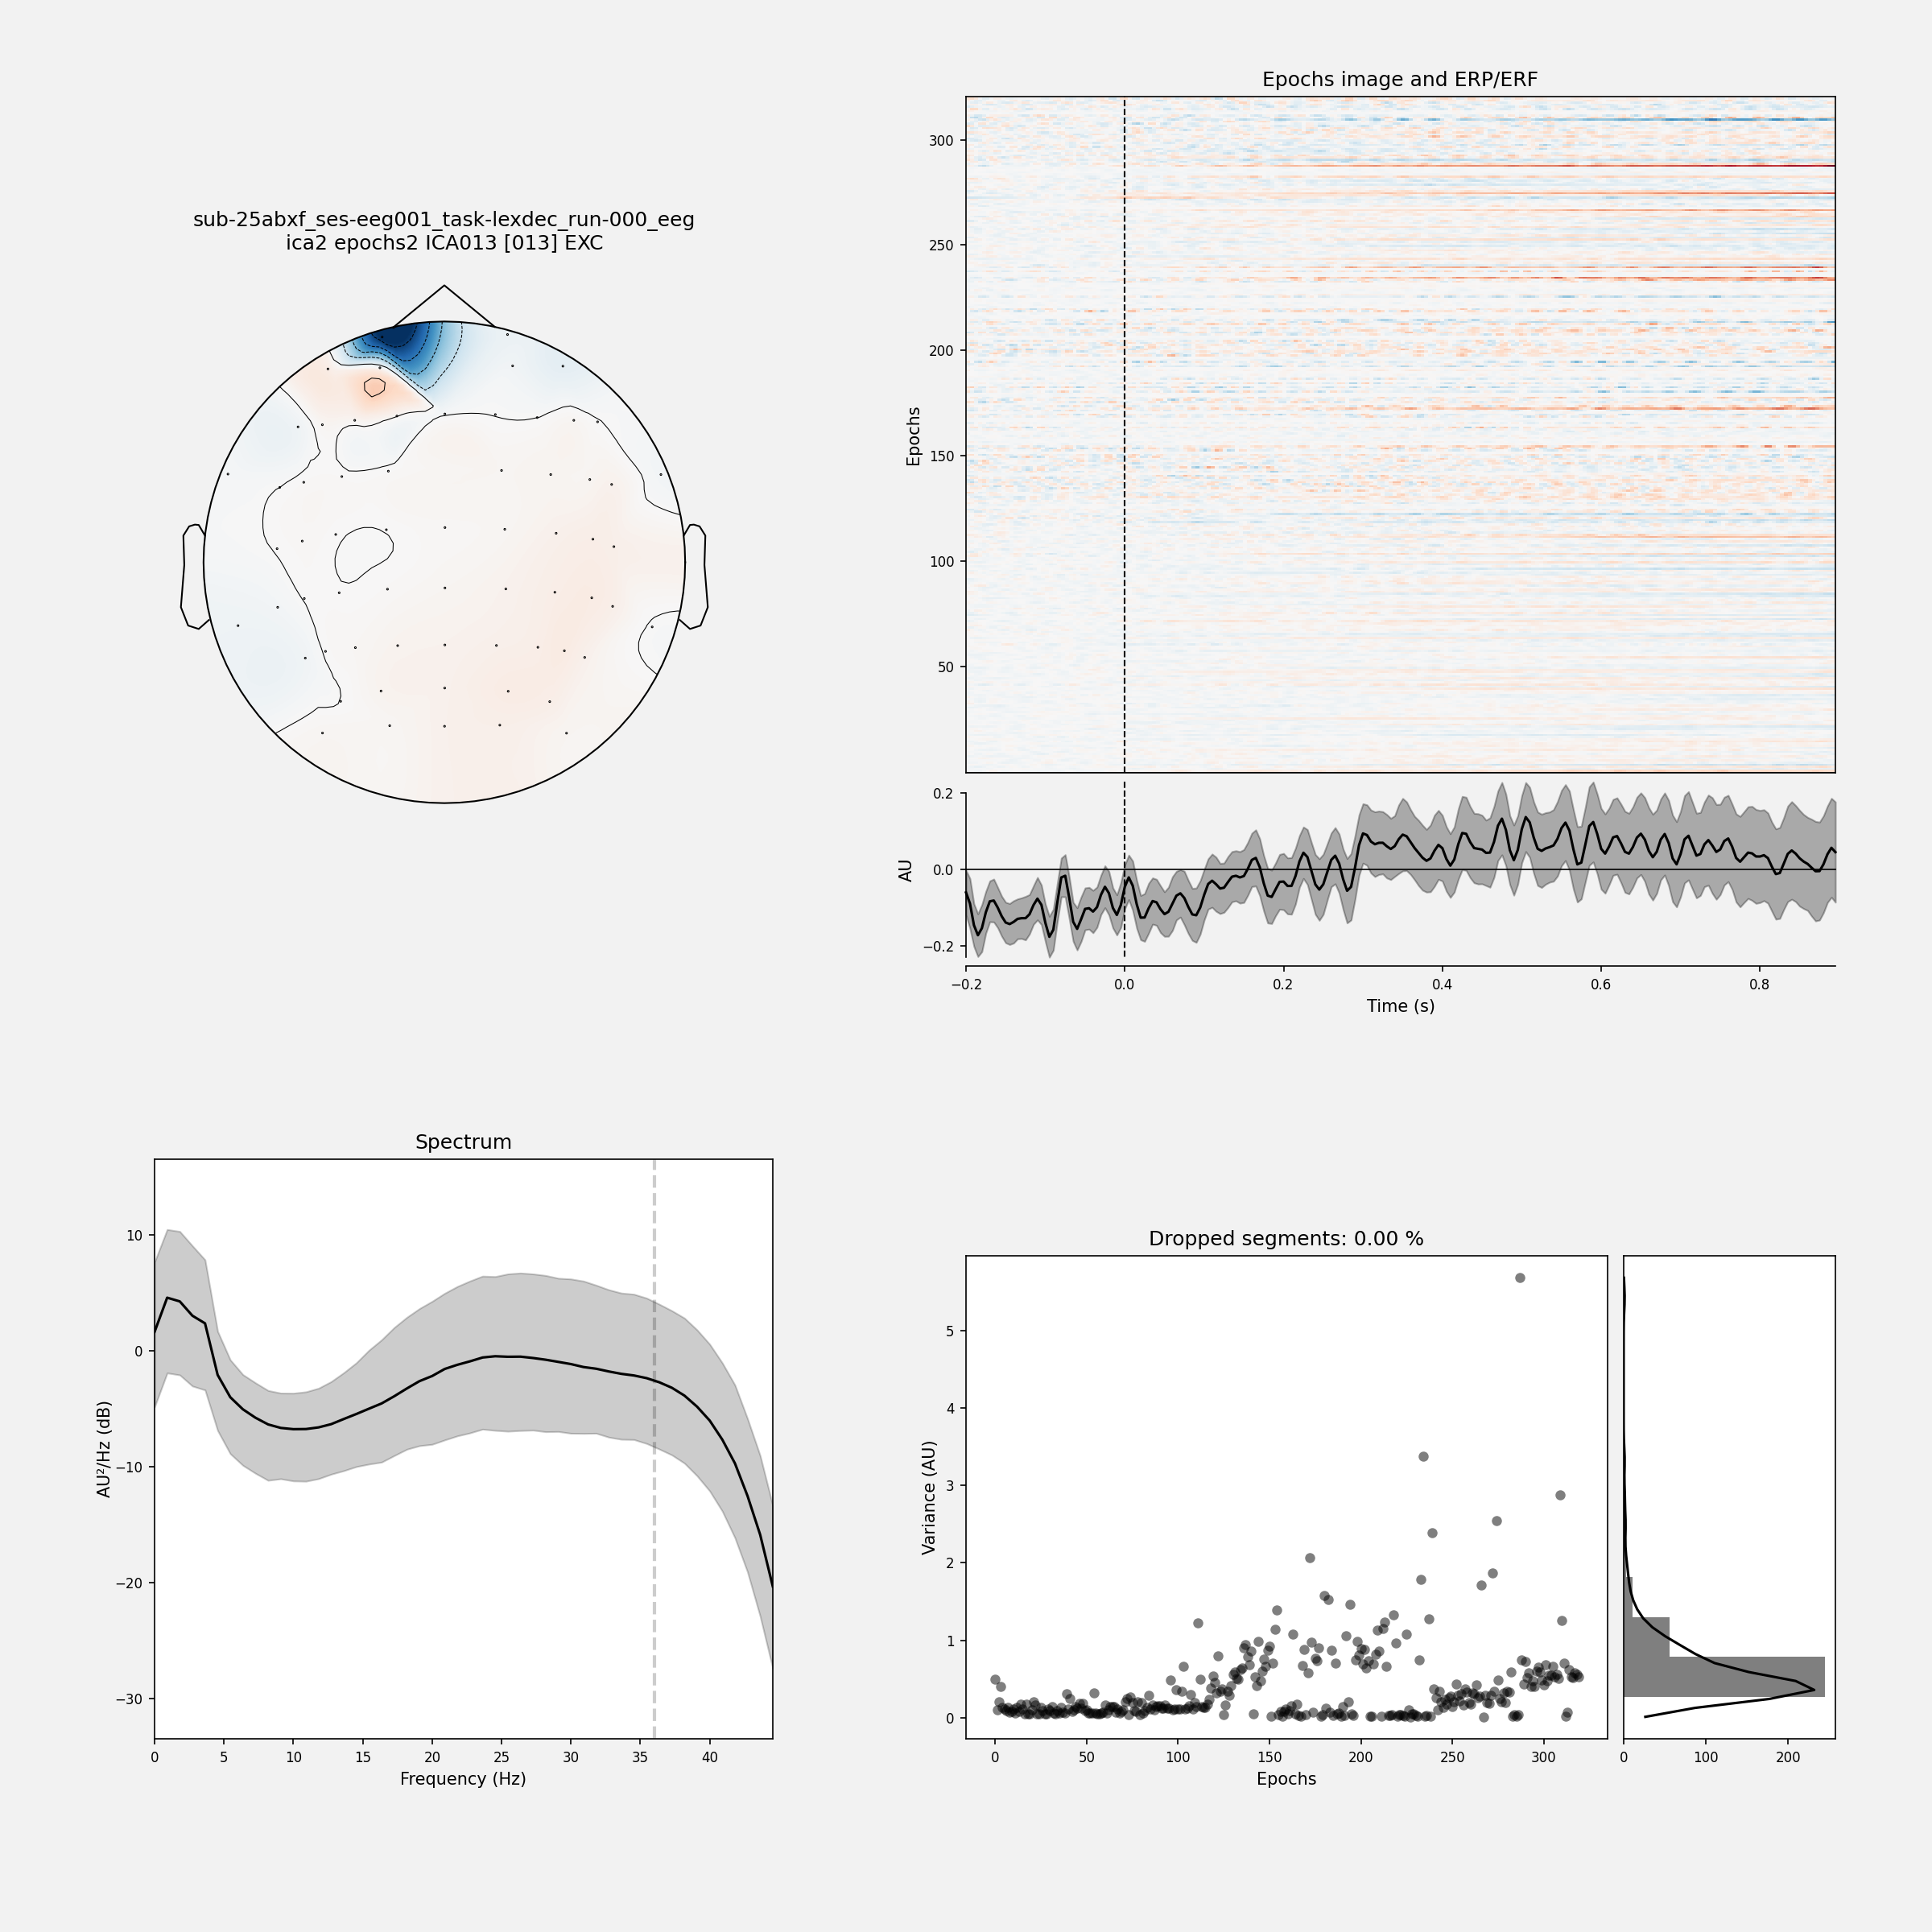 sub-25abxf_ses-eeg001_task-lexdec_run-000_eeg
ica2 epochs2 ICA013 [013] EXC
Epochs image and ERP/ERF
300
250
200
150
100
50
Epochs
0.2
0.0
−0.2
AU
−0.2 0.0 0.2 0.4 0.6 0.8
Time (s)
Spectrum
10
0
−10
−20
−30
AU²/Hz (dB)
0 5 10 15 20 25 30 35 40
Frequency (Hz)
Dropped segments: 0.00 %
5
4
3
2
1
0
Variance (AU)
0 50 100 150 200 250 300
Epochs
0 100 200